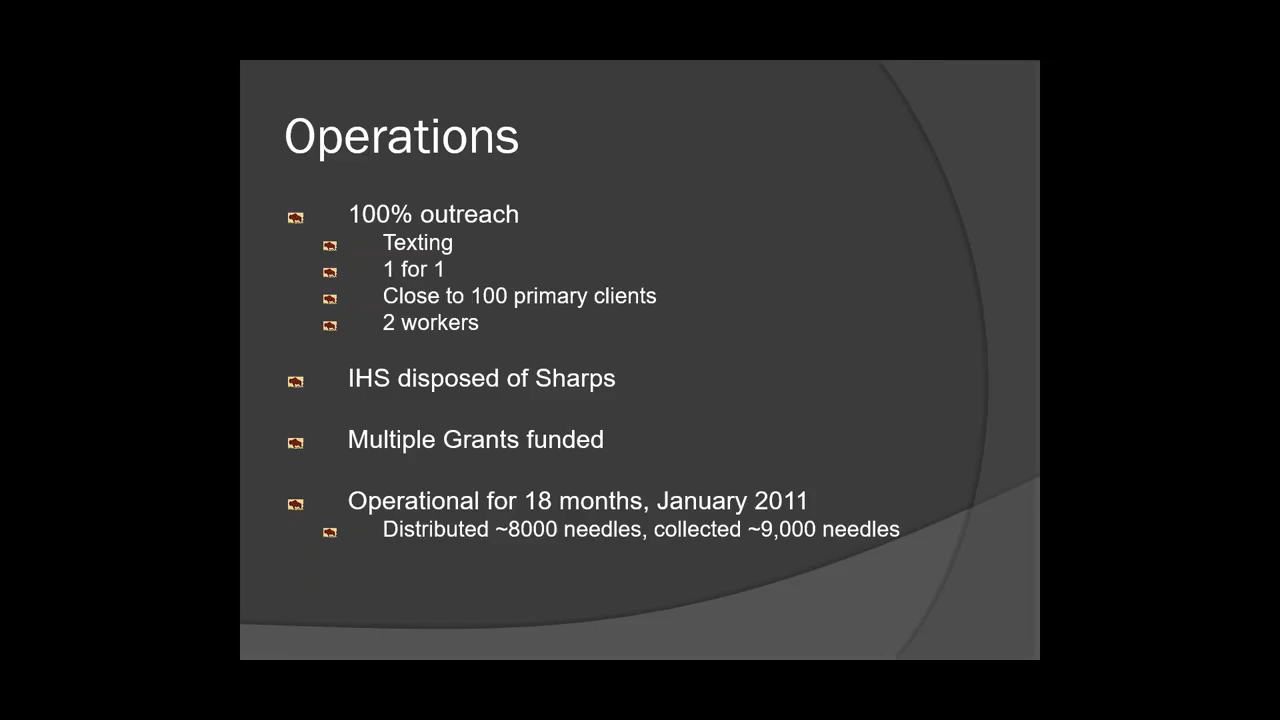 Operations
100% outreach
Texting
1 for 1
Close to 100 primary clients
2 workers
IHS disposed of Sharps
Multiple Grants funded
Operational for 18 months, January 2011
Distributed ~8000 needles, collected ~9,000 needles